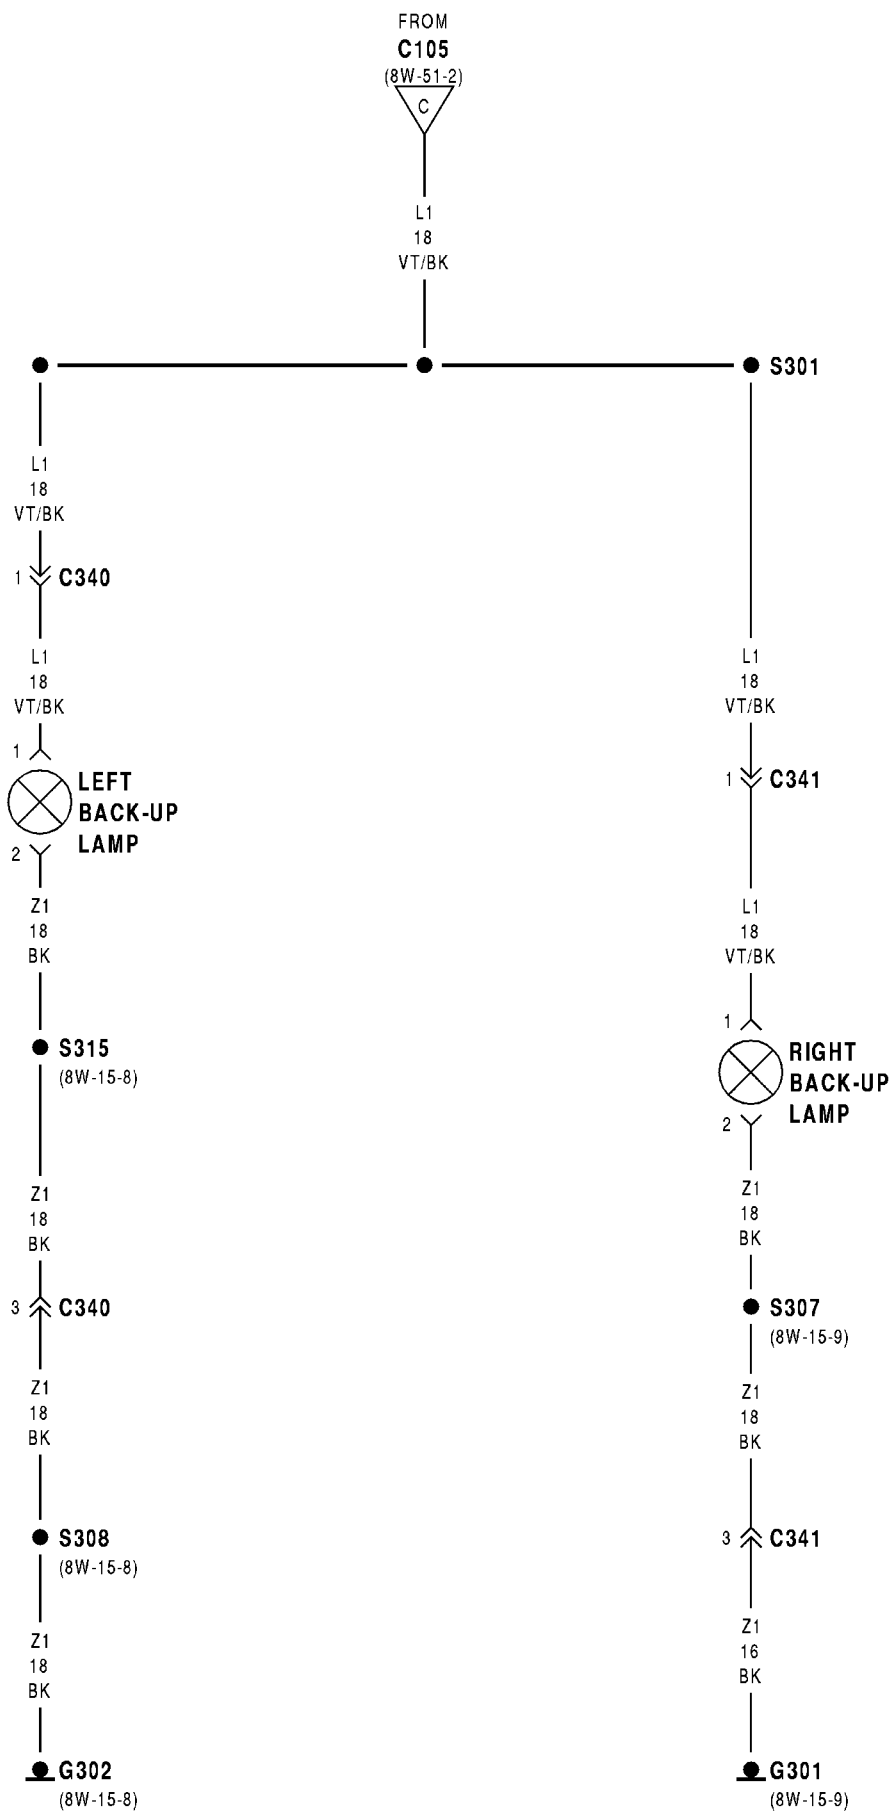 FROM
C105
(8W-51-2)
C
L1
18
VT/BK
S301
L1
18
VT/BK
1
C340
L1
18
VT/BK
1
LEFT
BACK-UP
LAMP
2
Z1
18
BK
S315
(8W-15-8)
Z1
18
BK
3
C340
Z1
18
BK
S308
(8W-15-8)
Z1
18
BK
G302
(8W-15-8)
L1
18
VT/BK
1
C341
L1
18
VT/BK
1
RIGHT
BACK-UP
LAMP
2
Z1
18
BK
S307
(8W-15-9)
Z1
18
BK
3
C341
Z1
16
BK
G301
(8W-15-9)